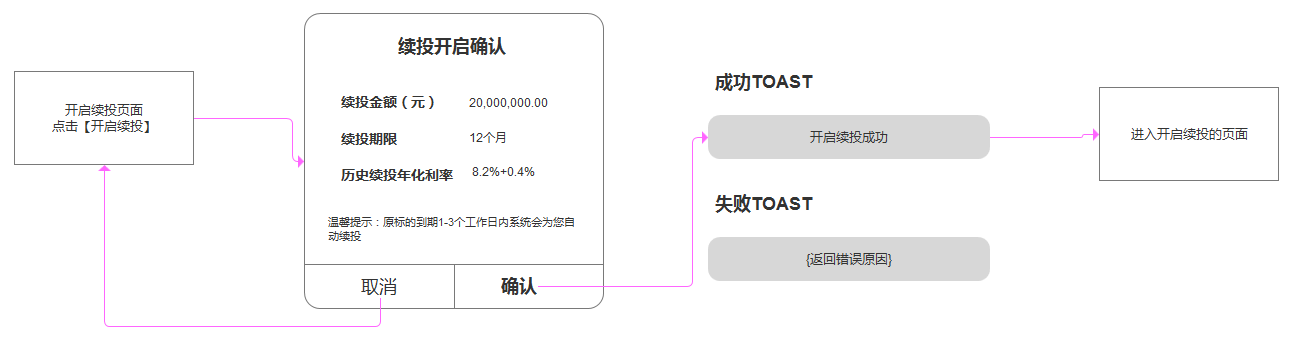 开启续投页面
点击【开启续投】
续投开启确认
续投金额（元） 20,000,000.00
续投期限 12个月
历史续投年化利率 8.2%+0.4%
温馨提示：原标的到期1-3个工作日内系统会为您自
动续投
取消 确认
成功TOAST
开启续投成功
失败TOAST
{返回错误原因}
进入开启续投的页面